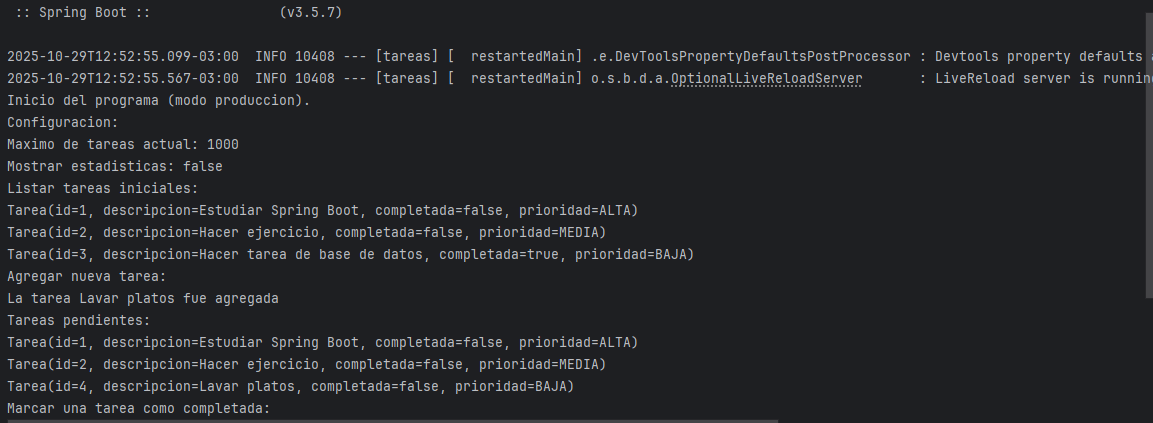 :: Spring Boot :: (v3.5.7)
2025-10-29T12:52:55.099-03:00 INFO 10408 --- [tareas] [ restartedMain] .e.DevToolsPropertyDefaultsPostProcessor : Devtools property defaults
2025-10-29T12:52:55.567-03:00 INFO 10408 --- [tareas] [ restartedMain] o.s.b.d.a.OptionalLiveReloadServer : LiveReload server is runnin
Inicio del programa (modo produccion).
Configuracion:
Maximo de tareas actual: 1000
Mostrar estadisticas: false
Listar tareas iniciales:
Tarea(id=1, descripcion=Estudiar Spring Boot, completada=false, prioridad=ALTA)
Tarea(id=2, descripcion=Hacer ejercicio, completada=false, prioridad=MEDIA)
Tarea(id=3, descripcion=Hacer tarea de base de datos, completada=true, prioridad=BAJA)
Agregar nueva tarea:
La tarea Lavar platos fue agregada
Tareas pendientes:
Tarea(id=1, descripcion=Estudiar Spring Boot, completada=false, prioridad=ALTA)
Tarea(id=2, descripcion=Hacer ejercicio, completada=false, prioridad=MEDIA)
Tarea(id=4, descripcion=Lavar platos, completada=false, prioridad=BAJA)
Marcar una tarea como completada: